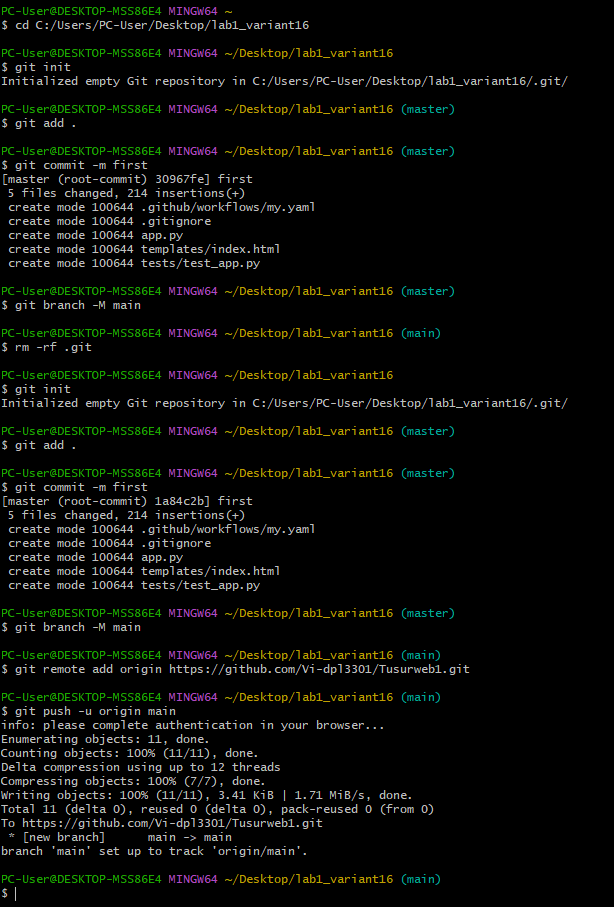 PC-User@DESKTOP-MSS86E4 MINGW64 ~
$ cd C:/Users/PC-User/Desktop/lab1_variant16
PC-User@DESKTOP-MSS86E4 MINGW64 ~/Desktop/lab1_variant16
$ git init
Initialized empty Git repository in C:/Users/PC-User/Desktop/lab1_variant16/.git/
PC-User@DESKTOP-MSS86E4 MINGW64 ~/Desktop/lab1_variant16 (master)
$ git add .
PC-User@DESKTOP-MSS86E4 MINGW64 ~/Desktop/lab1_variant16 (master)
$ git commit -m first
[master (root-commit) 30967fe] first
 5 files changed, 214 insertions(+)
 create mode 100644 .github/workflows/my.yaml
 create mode 100644 .gitignore
 create mode 100644 app.py
 create mode 100644 templates/index.html
 create mode 100644 tests/test_app.py
PC-User@DESKTOP-MSS86E4 MINGW64 ~/Desktop/lab1_variant16 (master)
$ git branch -M main
PC-User@DESKTOP-MSS86E4 MINGW64 ~/Desktop/lab1_variant16 (main)
$ rm -rf .git
PC-User@DESKTOP-MSS86E4 MINGW64 ~/Desktop/lab1_variant16
$ git init
Initialized empty Git repository in C:/Users/PC-User/Desktop/lab1_variant16/.git/
PC-User@DESKTOP-MSS86E4 MINGW64 ~/Desktop/lab1_variant16 (master)
$ git add .
PC-User@DESKTOP-MSS86E4 MINGW64 ~/Desktop/lab1_variant16 (master)
$ git commit -m first
[master (root-commit) 1a84c2b] first
 5 files changed, 214 insertions(+)
 create mode 100644 .github/workflows/my.yaml
 create mode 100644 .gitignore
 create mode 100644 app.py
 create mode 100644 templates/index.html
 create mode 100644 tests/test_app.py
PC-User@DESKTOP-MSS86E4 MINGW64 ~/Desktop/lab1_variant16 (master)
$ git branch -M main
PC-User@DESKTOP-MSS86E4 MINGW64 ~/Desktop/lab1_variant16 (main)
$ git remote add origin https://github.com/Vi-dpl3301/Tusurweb1.git
PC-User@DESKTOP-MSS86E4 MINGW64 ~/Desktop/lab1_variant16 (main)
$ git push -u origin main
info: please complete authentication in your browser...
Enumerating objects: 11, done.
Counting objects: 100% (11/11), done.
Delta compression using up to 12 threads
Compressing objects: 100% (7/7), done.
Writing objects: 100% (11/11), 3.41 KiB | 1.71 MiB/s, done.
Total 11 (delta 0), reused 0 (delta 0), pack-reused 0 (from 0)
To https://github.com/Vi-dpl3301/Tusurweb1.git
 * [new branch]      main -> main
branch 'main' set up to track 'origin/main'.
PC-User@DESKTOP-MSS86E4 MINGW64 ~/Desktop/lab1_variant16 (main)
$